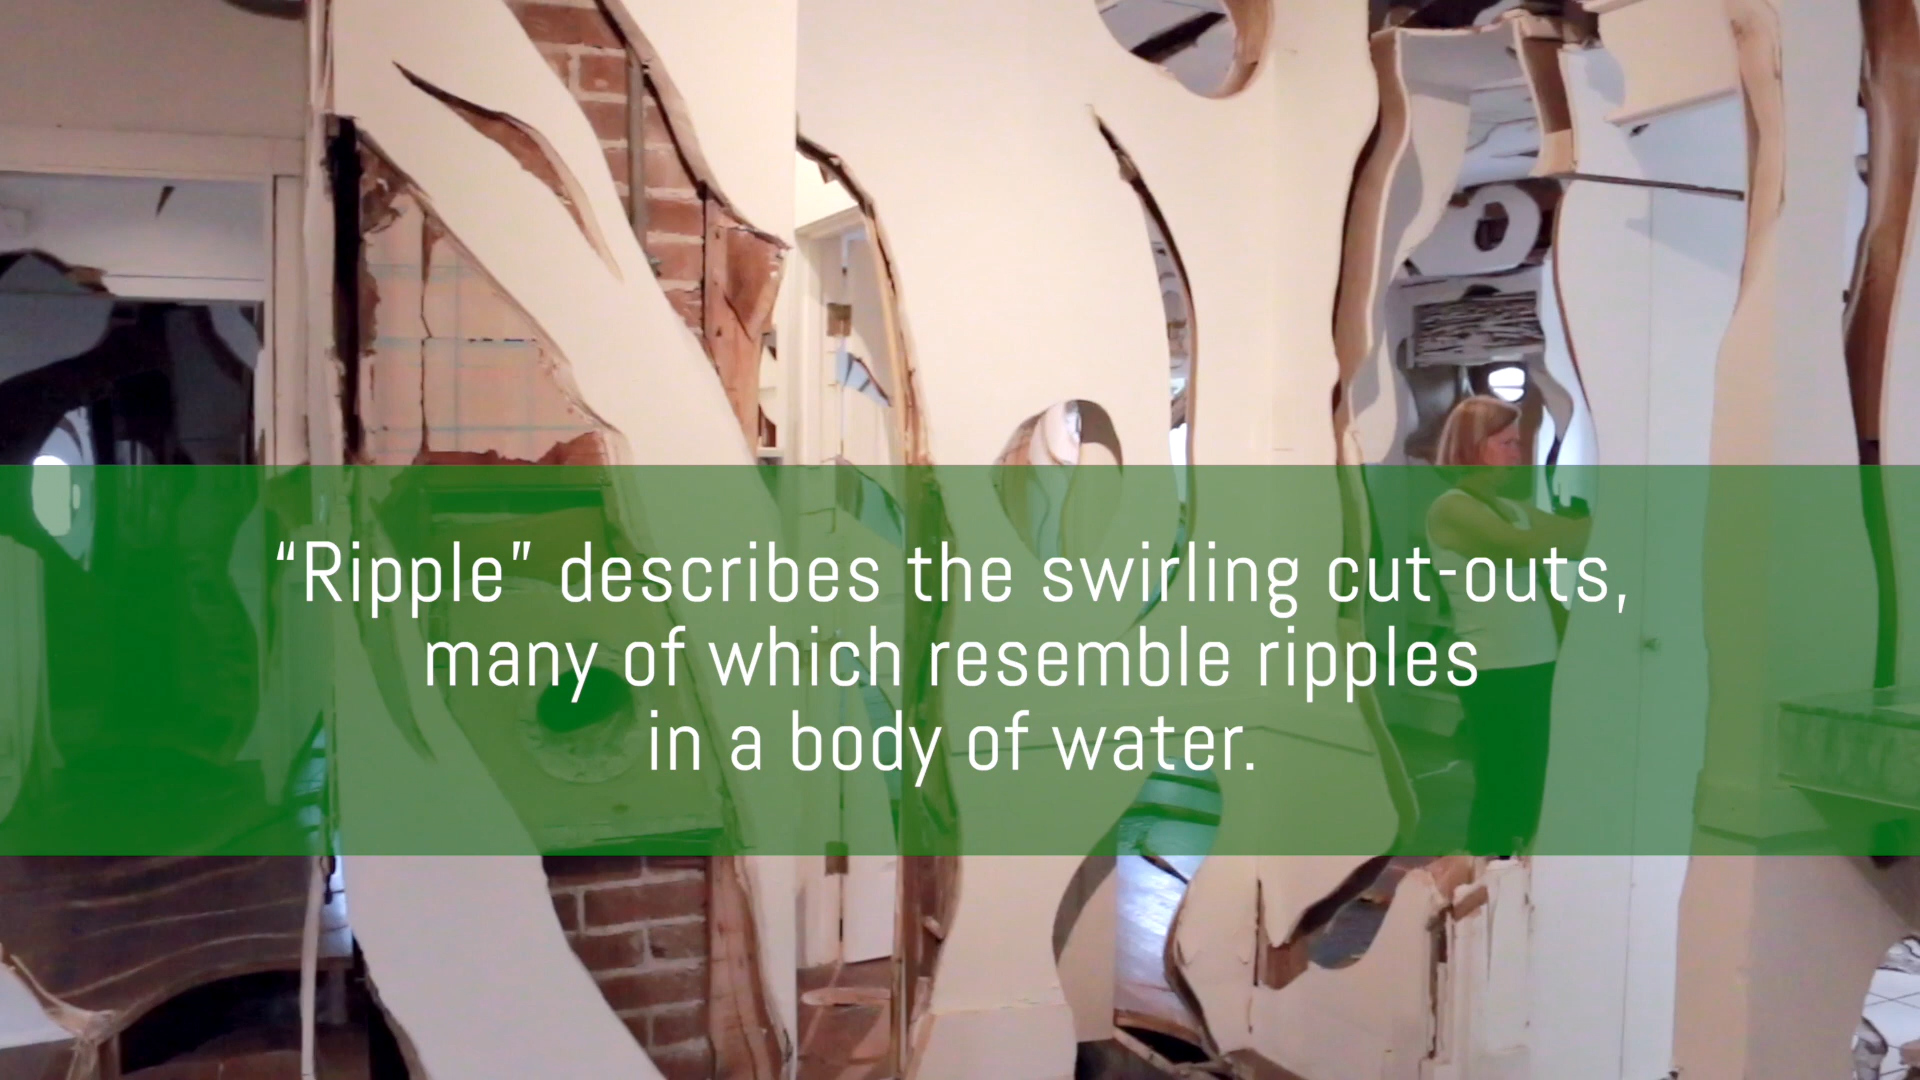 “Ripple” describes the swirling cut-outs,
many of which resemble ripples
in a body of water.